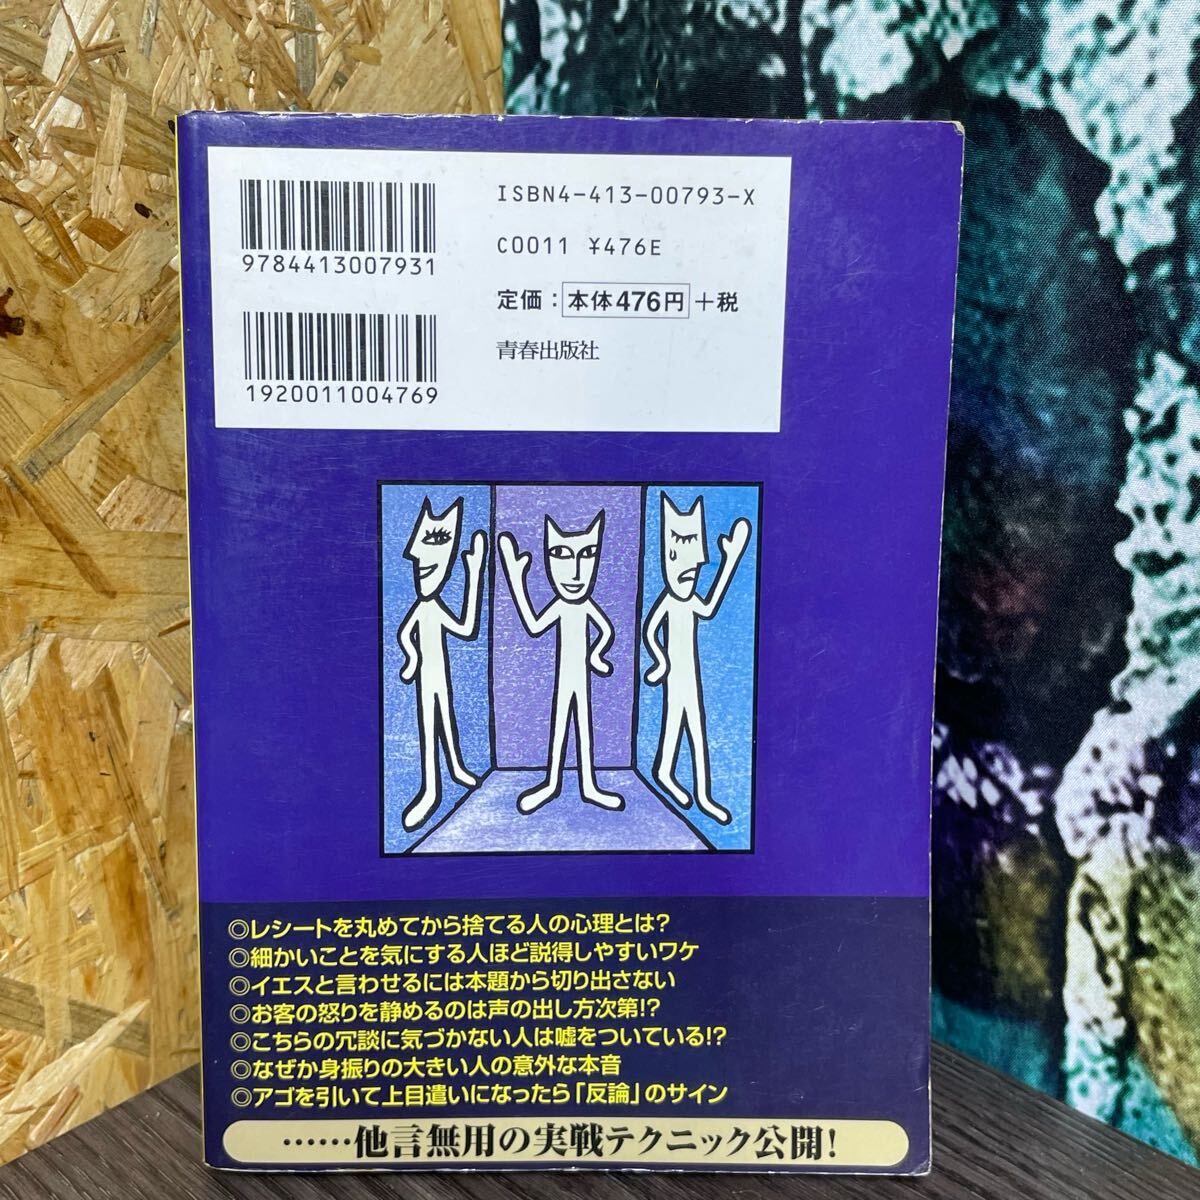 ISBN4-413-00793-X
9784413007931
C0011 ¥476E
定価：本体476円＋税
1920011004769
青春出版社
◎レシートを丸めてから捨てる人の心理とは?
◎細かいことを気にする人ほど説得しやすいワケ
◎イエスと言わせるには本題から切り出さない
◎お客の怒りを静めるのは声の出し方次第!?
◎こちらの冗談に気づかない人は嘘をついている!?
◎なぜか身振りの大きい人の意外な本音
◎アゴを引いて上目遣いになったら「反論」のサイン
……他言無用の実戦テクニック公開!